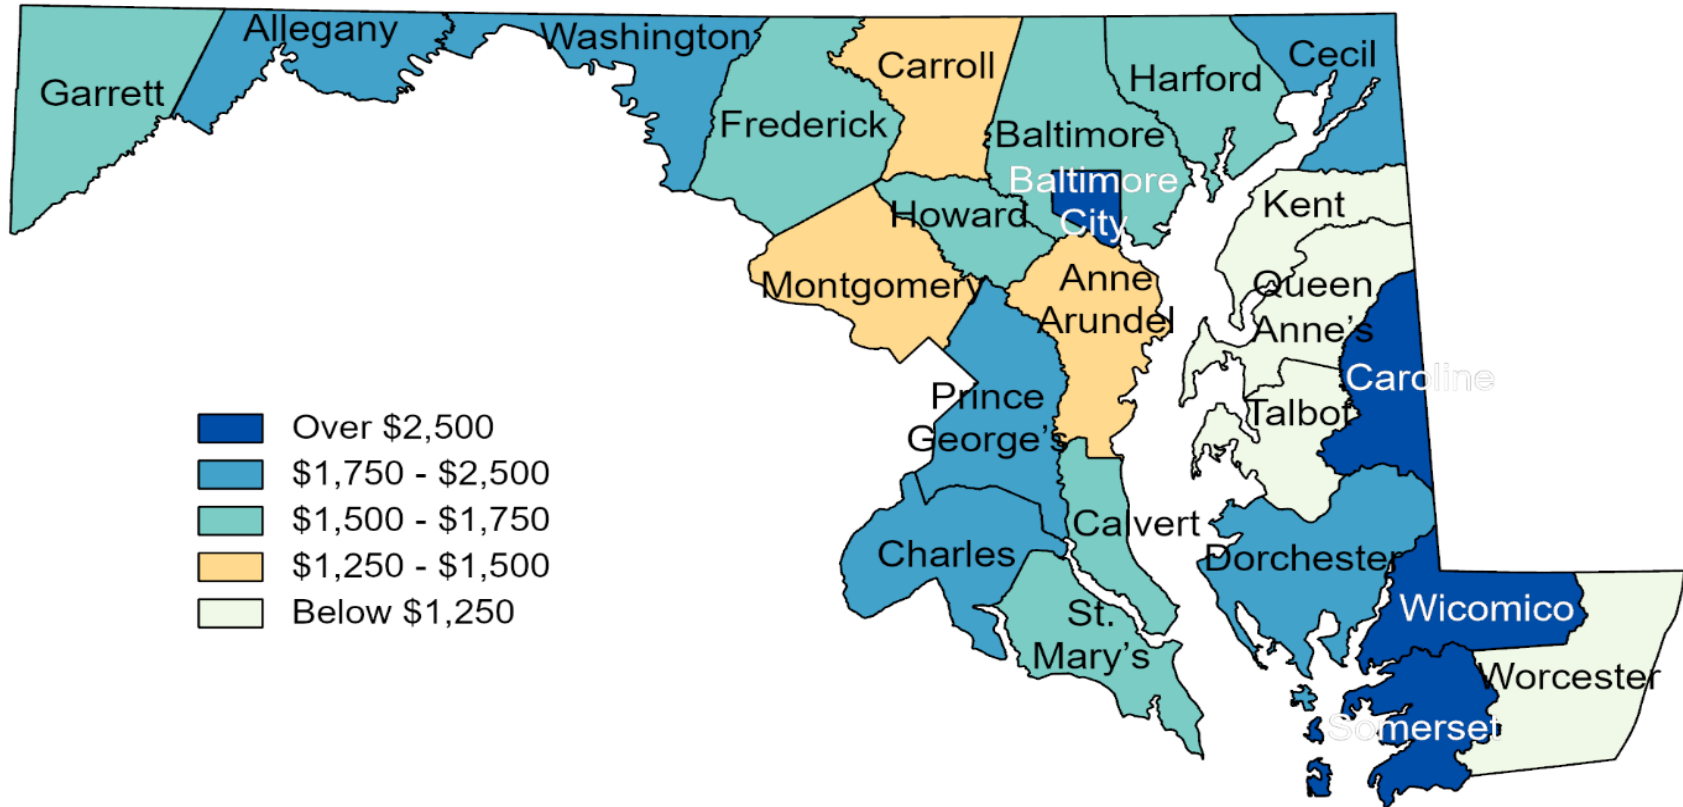 Allegany
Washington
Garrett
Frederick
Carroll
Baltimore
Harford
Cecil
Baltimore
City
Howard
Kent
Montgomery
Anne
Arundel
Queen
Anne’s
Caroline
Talbot
Prince
George’s
Over $2,500
$1,750 - $2,500
$1,500 - $1,750
$1,250 - $1,500
Below $1,250
Charles
Calvert
Dorchester
St.
Mary’s
Wicomico
Worcester
Somerset